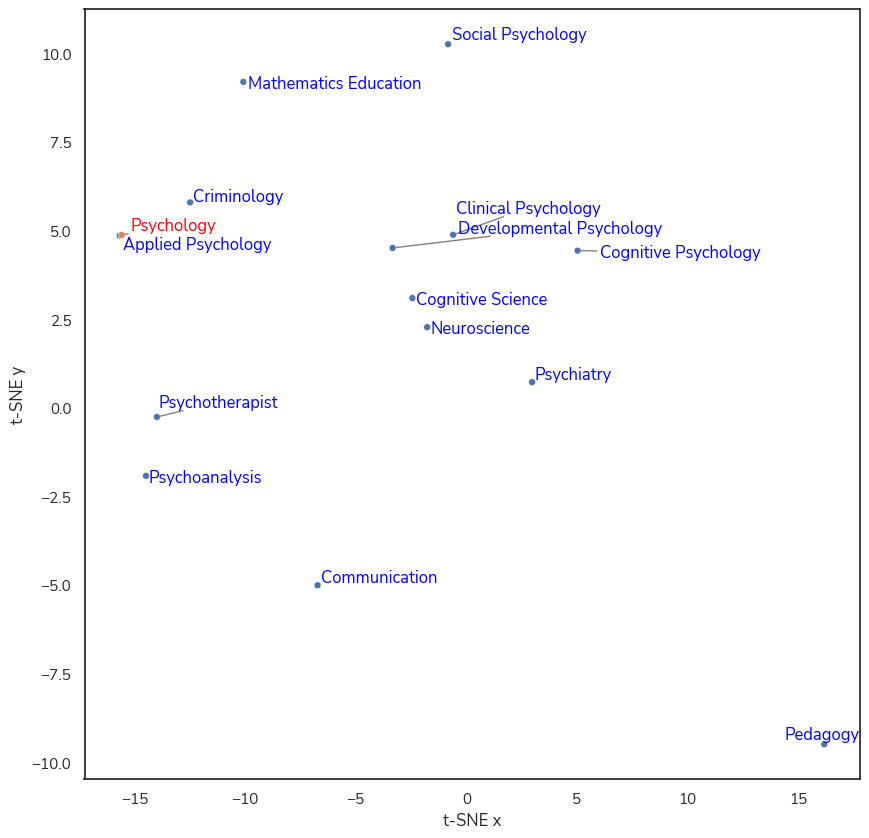 Social Psychology
10.0
Mathematics Education
7.5
Criminology
Clinical Psychology
Psychology
Developmental Psychology
5.0
Applied Psychology
Cognitive Psychology
Cognitive Science
2.5
Neuroscience
Psychiatry
Psychotherapist
0.0
Psychoanalysis
−2.5
Communication
−5.0
−7.5
Pedagogy
−10.0
t-SNE y
−15 −10 −5 0 5 10 15
t-SNE x